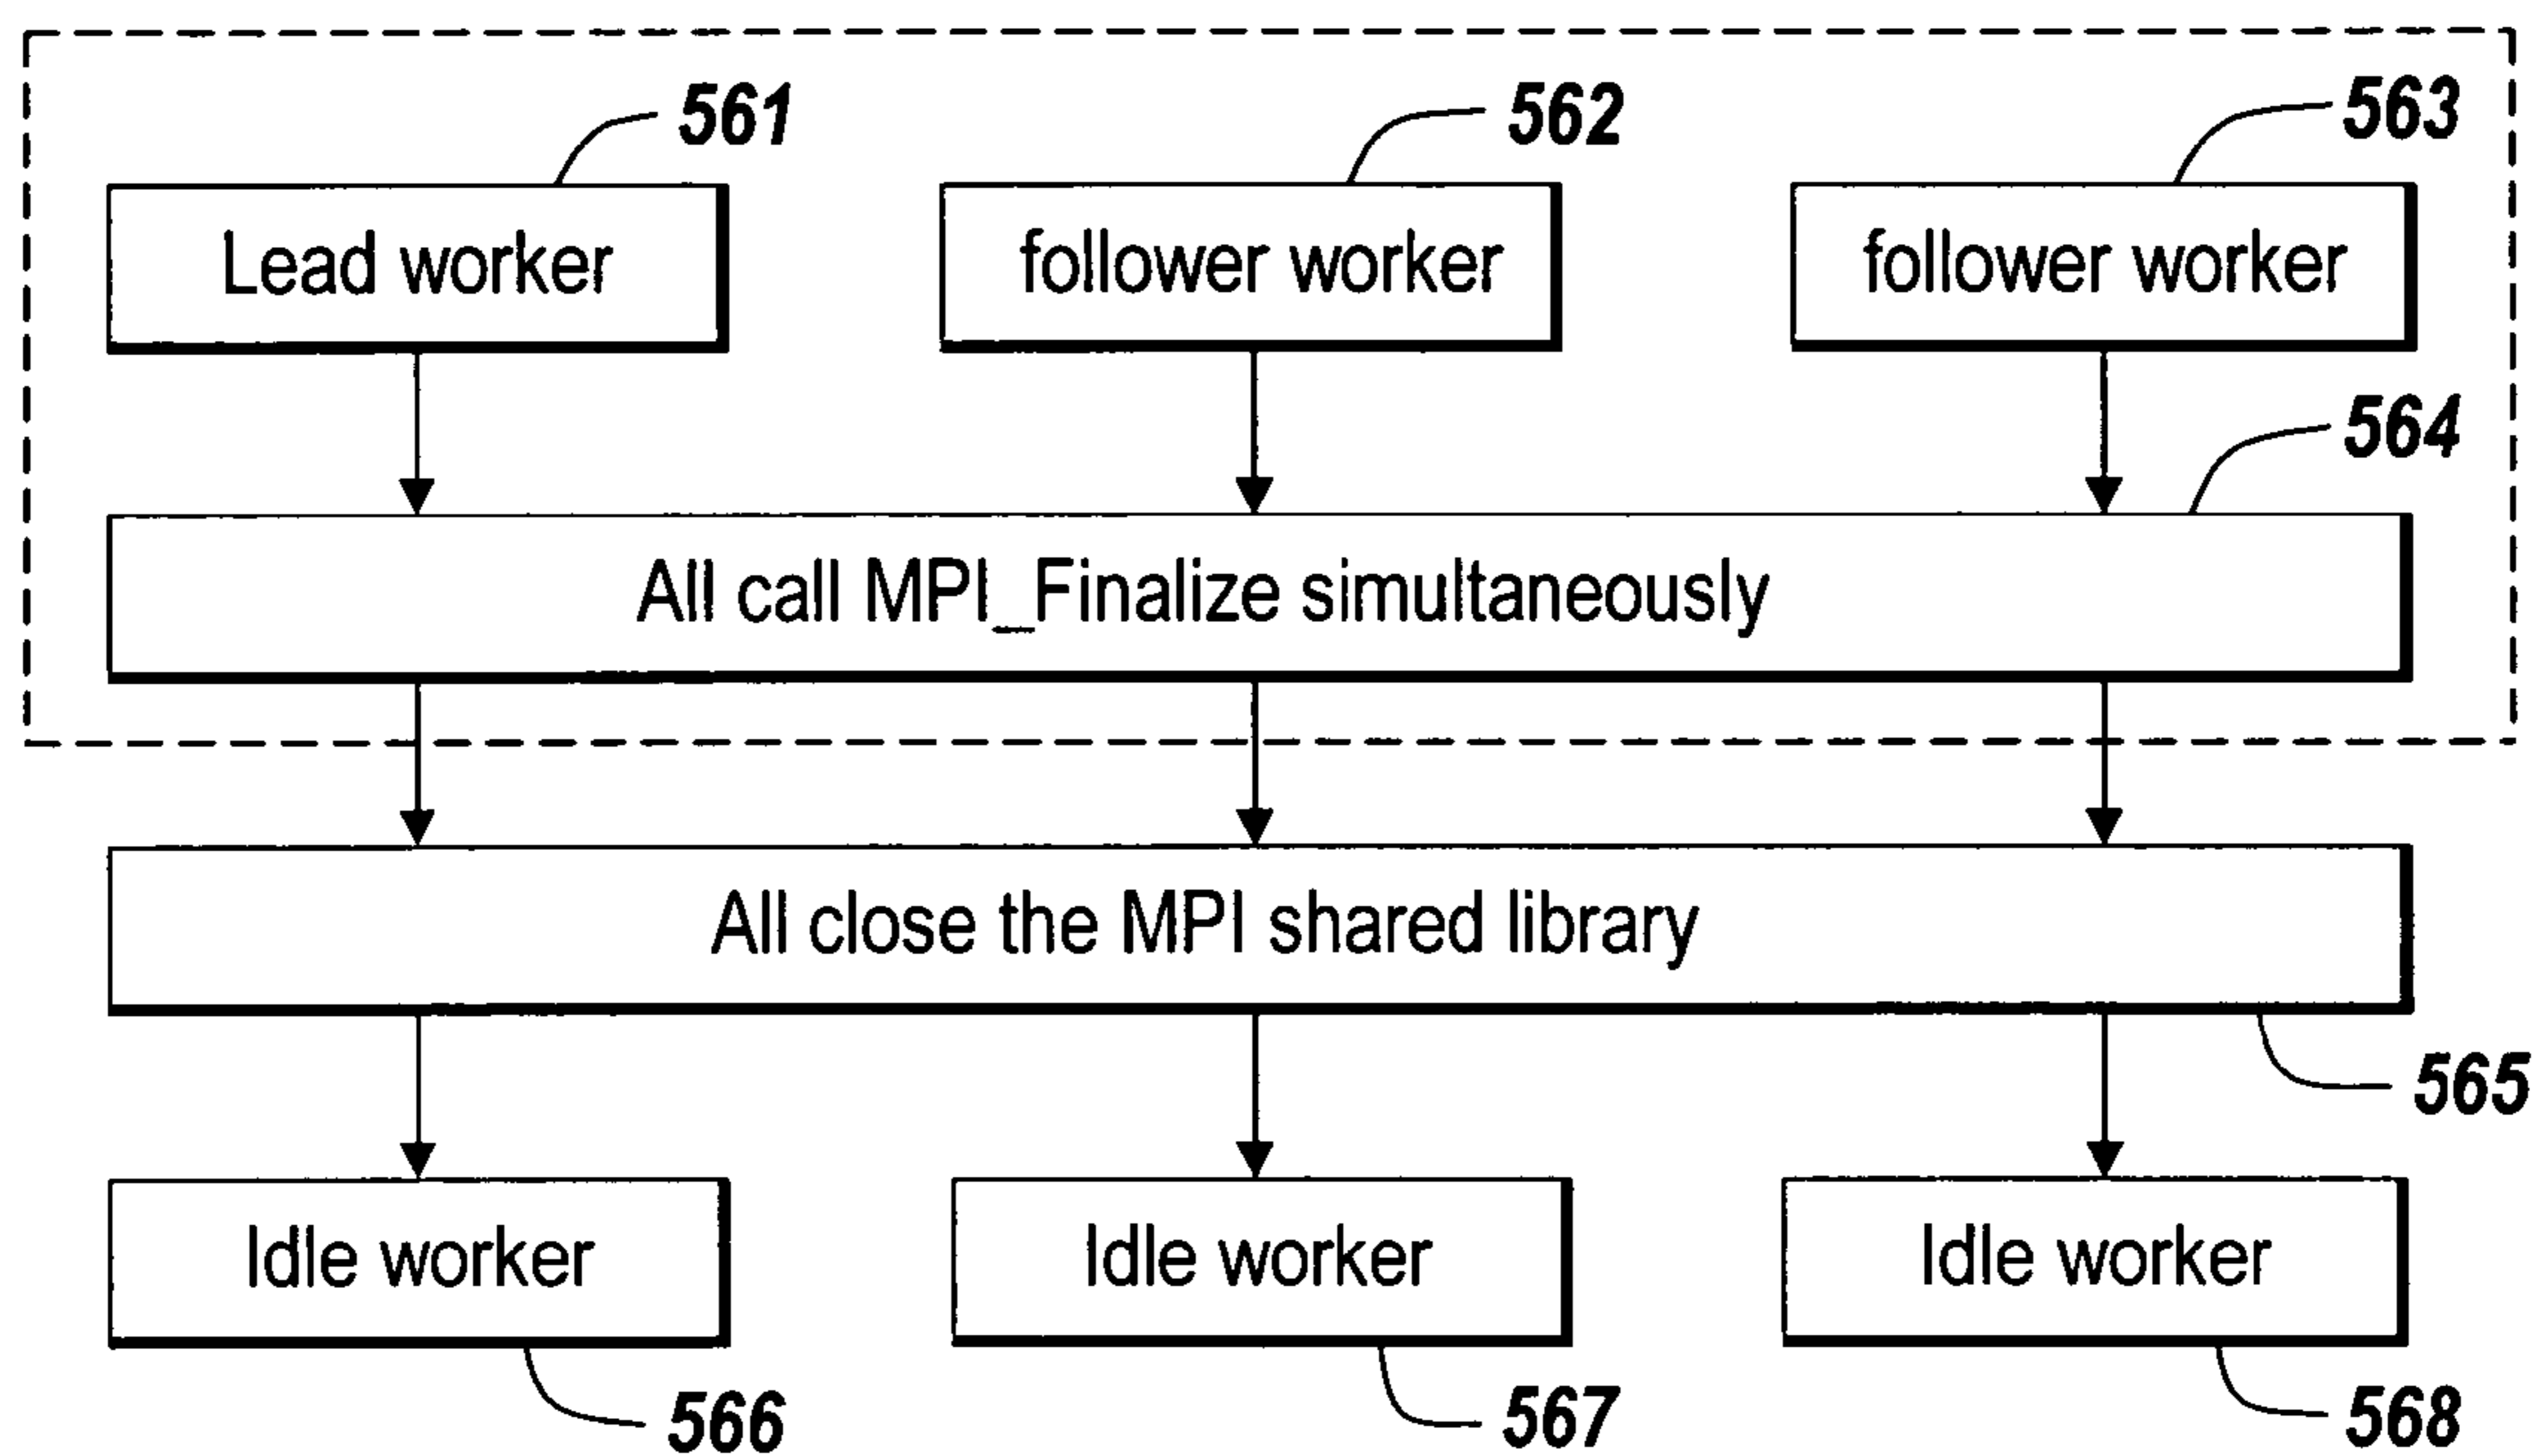 561
562
563
Lead worker
follower worker
follower worker
564
All call MPI_Finalize simultaneously
All close the MPI shared library
565
Idle worker
Idle worker
Idle worker
566
567
568